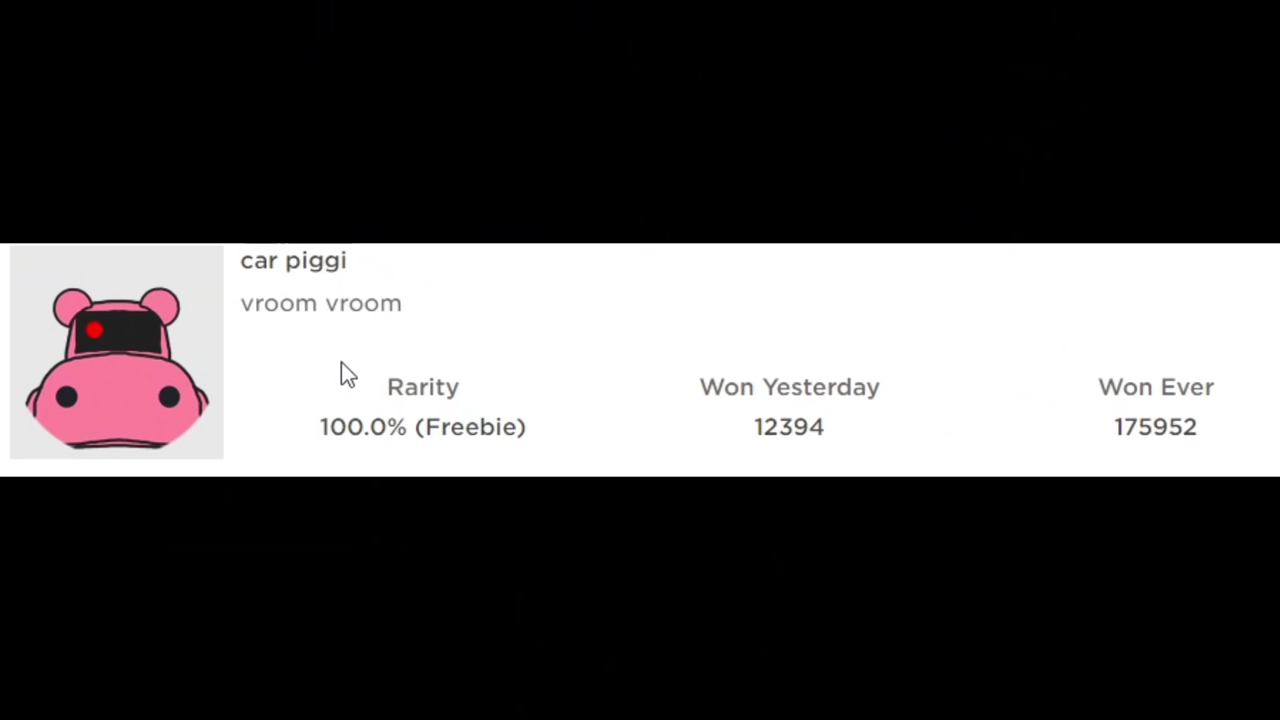 car piggi
vroom vroom
Rarity
100.0% (Freebie)
Won Yesterday
12394
Won Ever
175952